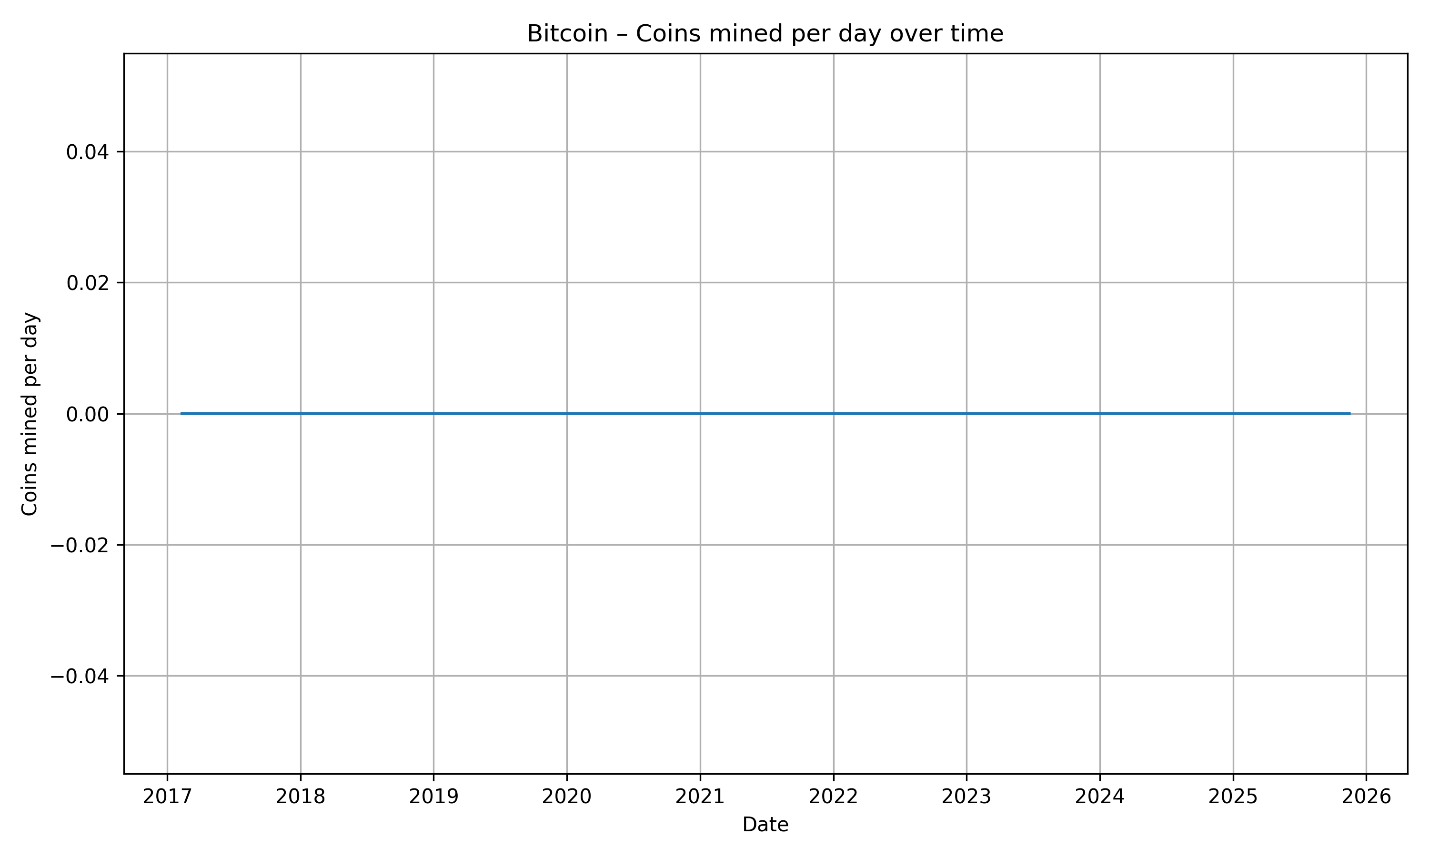 Bitcoin – Coins mined per day over time
Coins mined per day
0.04
0.02
0.00
−0.02
−0.04
2017 2018 2019 2020 2021 2022 2023 2024 2025 2026
Date